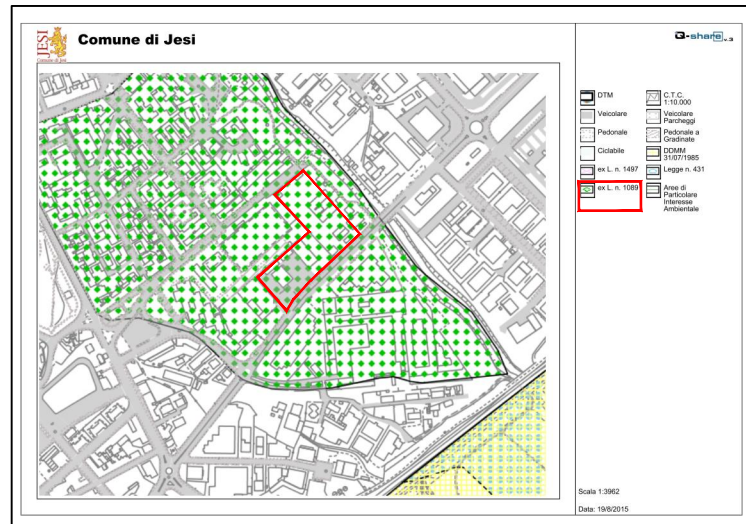 JESI
Comune di Jesi
Comune di Jesi
Q-share v.3
DTM
C.T.C.
1:10.000
Veicolare
Veicolare
Parcheggi
Pedonale
Pedonale a
Gradinate
Ciclabile
DDMM
31/07/1985
ex L. n. 1497
Legge n. 431
ex L. n. 1089
Aree di
Particolare
Interesse
Ambientale
Scala 1:3962
Data: 19/8/2015